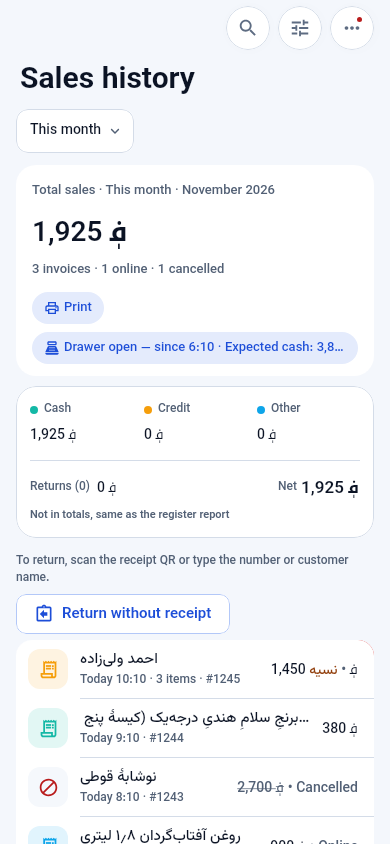 Sales history
This month
Total sales · This month · November 2026
1,925 ؋
3 invoices · 1 online · 1 cancelled
Print
Drawer open — since 6:10 · Expected cash: 3,8…
Cash
Credit
Other
1,925 ؋
0 ؋
0 ؋
Returns (0) 0 ؋
Net 1,925 ؋
Not in totals, same as the register report
To return, scan the receipt QR or type the number or customer
name.
Return without receipt
احمد ولی‌زاده
1,450 نسیه • ؋
Today 10:10 · 3 items · #1245
برنجِ سلامِ هندیِ درجه‌یک (کیسهٔ پنج…
380 ؋
Today 9:10 · #1244
نوشابهٔ قوطی
2,700 ؋ • Cancelled
Today 8:10 · #1243
روغن آفتاب‌گردان ۱٫۸ لیتری